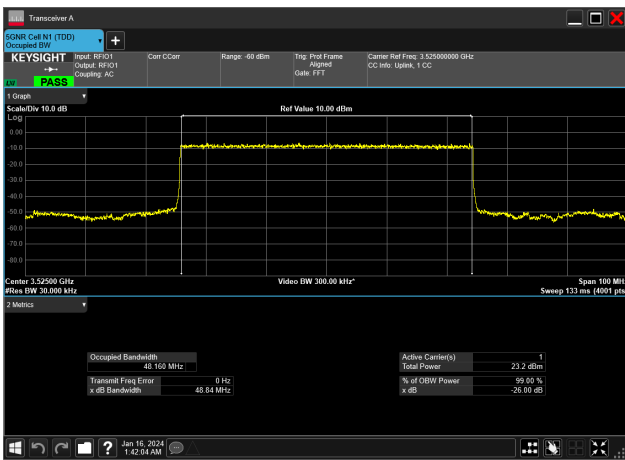 Transceiver A
5GNR Cell N1 (TDD)
Occupied BW
KEYSIGHT
LV PASS
Input: RFIO1
Output: RFIO1
Coupling: AC
Corr CCorr
Range: -60 dBm
Trig: Prot Frame
Aligned
Gate: FFT
Carrier Ref Freq: 3.525000000 GHz
CC Info: Uplink, 1 CC
1 Graph
Scale/Div 10.0 dB
Ref Value 10.00 dBm
Log
0.00
-10.0
-20.0
-30.0
-40.0
-50.0
-60.0
-70.0
-80.0
Center 3.52500 GHz
Video BW 300.00 kHz*
Span 100 MHz
#Res BW 30.000 kHz
Sweep 133 ms (4001 pts
2 Metrics
Occupied Bandwidth
48.160 MHz
Active Carrier(s) 1
Total Power 23.2 dBm
Transmit Freq Error 0 Hz
x dB Bandwidth 48.84 MHz
% of OBW Power 99.00 %
x dB -26.00 dB
Jan 16, 2024
1:42:04 AM